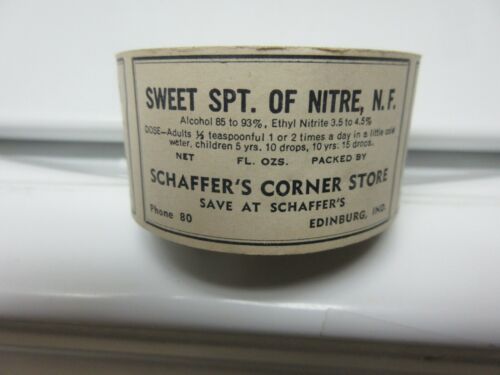 SWEET SPT. OF NITRE, N.F.
Alcohol 85 to 93%, Ethyl Nitrite 3.5 to 4.5%
DOSE—Adults ½ teaspoonful 1 or 2 times a day in a little cold
water, children 5 yrs. 10 drops, 10 yrs. 15 drops.
NET FL. OZS. PACKED BY
SCHAFFER'S CORNER STORE
SAVE AT SCHAFFER'S
Phone 80 EDINBURG, IND.